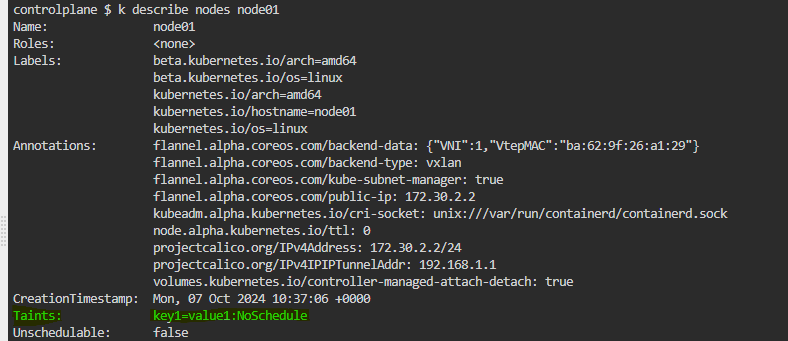 controlplane $ k describe nodes node01
Name:               node01
Roles:              <none>
Labels:             beta.kubernetes.io/arch=amd64
                    beta.kubernetes.io/os=linux
                    kubernetes.io/arch=amd64
                    kubernetes.io/hostname=node01
                    kubernetes.io/os=linux
Annotations:        flannel.alpha.coreos.com/backend-data: {"VNI":1,"VtepMAC":"ba:62:9f:26:a1:29"}
                    flannel.alpha.coreos.com/backend-type: vxlan
                    flannel.alpha.coreos.com/kube-subnet-manager: true
                    flannel.alpha.coreos.com/public-ip: 172.30.2.2
                    kubeadm.alpha.kubernetes.io/cri-socket: unix:///var/run/containerd/containerd.sock
                    node.alpha.kubernetes.io/ttl: 0
                    projectcalico.org/IPv4Address: 172.30.2.2/24
                    projectcalico.org/IPv4IPIPTunnelAddr: 192.168.1.1
                    volumes.kubernetes.io/controller-managed-attach-detach: true
CreationTimestamp:  Mon, 07 Oct 2024 10:37:06 +0000
Taints:             key1=value1:NoSchedule
Unschedulable:      false